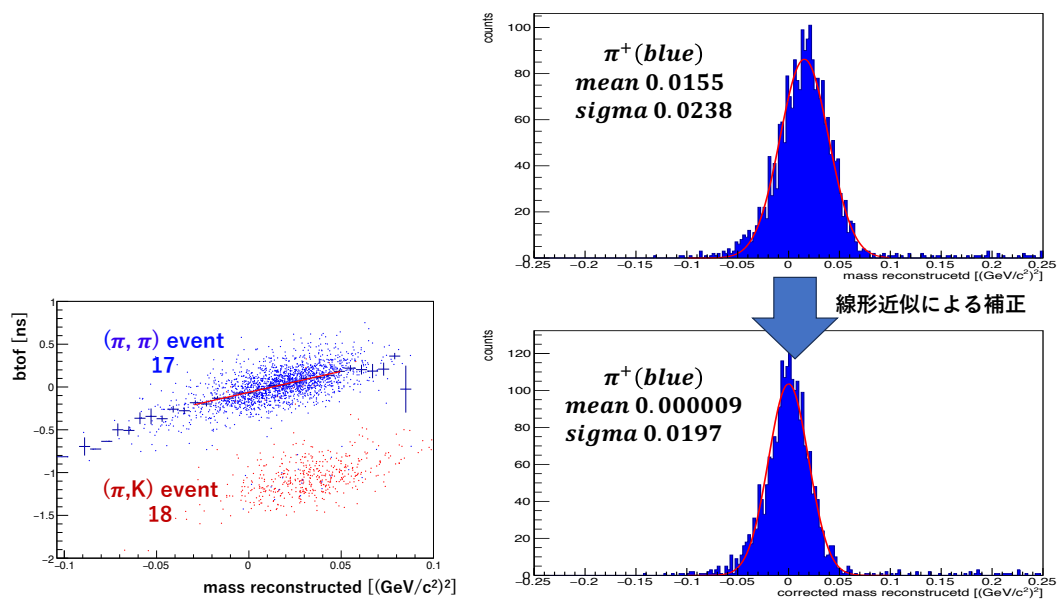 counts
100
80
60
40
20
0
π⁺(blue)
mean 0.0155
sigma 0.0238
-0.25 -0.2 -0.15 -0.1 -0.05 0 0.05 0.1 0.15 0.2 0.25
mass reconstructetd [(GeV/c²)²]
線形近似による補正
counts
120
100
80
60
40
20
0
π⁺(blue)
mean 0.000009
sigma 0.0197
-0.25 -0.2 -0.15 -0.1 -0.05 0 0.05 0.1 0.15 0.2 0.25
corrected mass reconstrucetd [(GeV/c²)²]
btof [ns]
1
0.5
0
-0.5
-1
-1.5
-2
(π, π) event
17
(π,K) event
18
-0.1 -0.05 0 0.05 0.1
mass reconstructed [(GeV/c²)²]